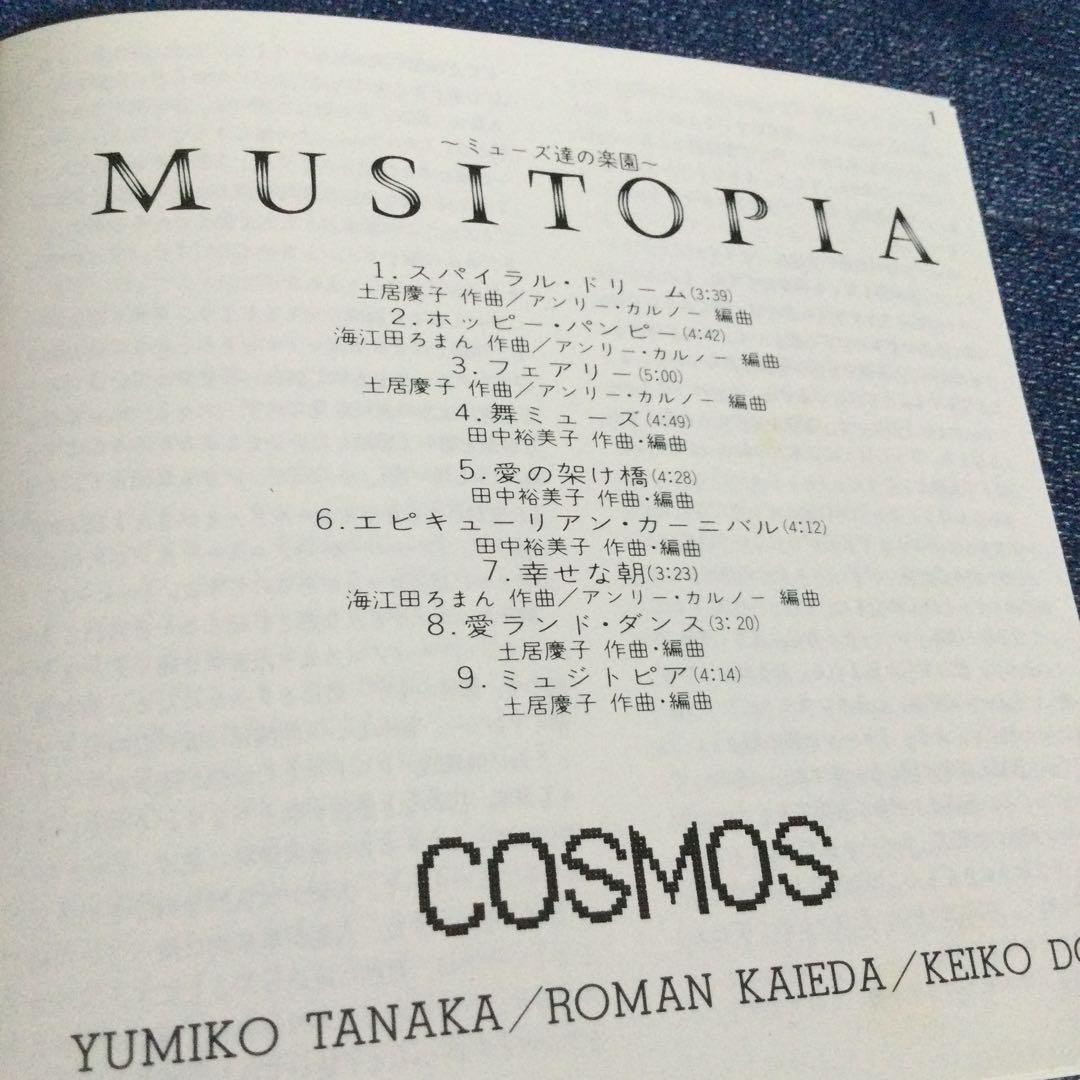 1
～ミューズ達の楽園～
MUSITOPIA
1.スパイラル・ドリーム(3:39)
土居慶子 作曲／アンリー・カルノー 編曲
2.ホッピー・パンピー(4:42)
海江田ろまん 作曲／アンリー・カルノー 編曲
3.フェアリー(5:00)
土居慶子 作曲／アンリー・カルノー 編曲
4.舞ミューズ(4:49)
田中裕美子 作曲・編曲
5.愛の架け橋(4:28)
田中裕美子 作曲・編曲
6.エピキューリアン・カーニバル(4:12)
田中裕美子 作曲・編曲
7.幸せな朝(3:23)
海江田ろまん 作曲／アンリー・カルノー 編曲
8.愛ランド・ダンス(3:20)
土居慶子 作曲・編曲
9.ミュジトピア(4:14)
土居慶子 作曲・編曲
COSMOS
YUMIKO TANAKA/ROMAN KAIEDA/KEIKO DO